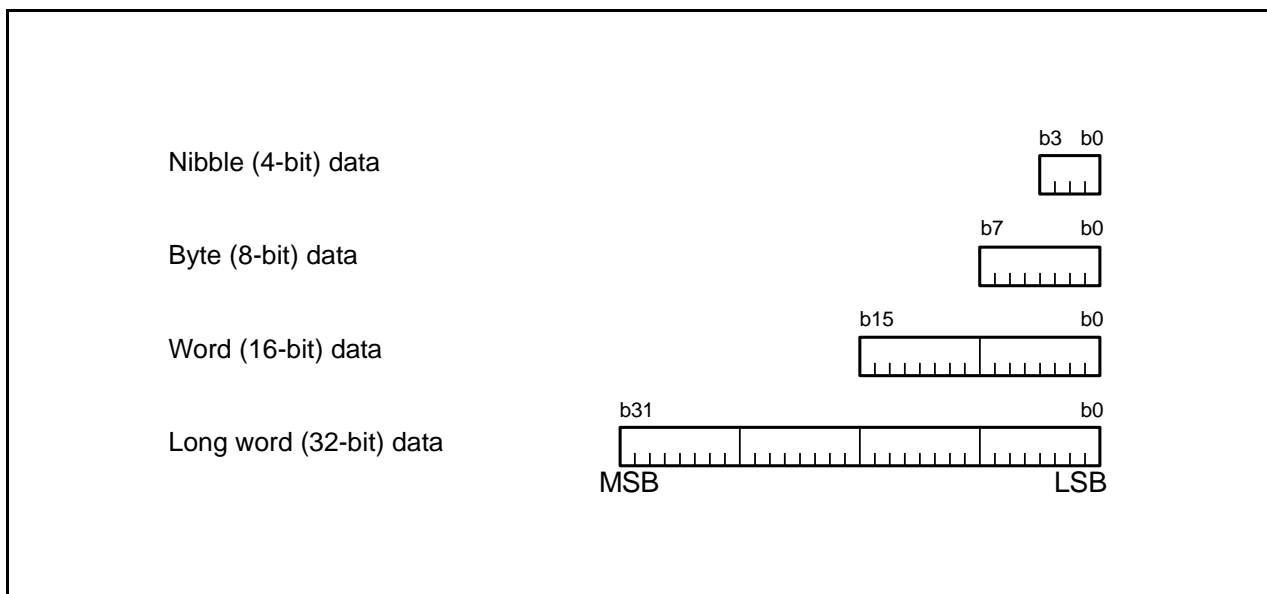 b3 b0
Nibble (4-bit) data
b7 b0
Byte (8-bit) data
b15 b0
Word (16-bit) data
b31 b0
Long word (32-bit) data
MSB LSB